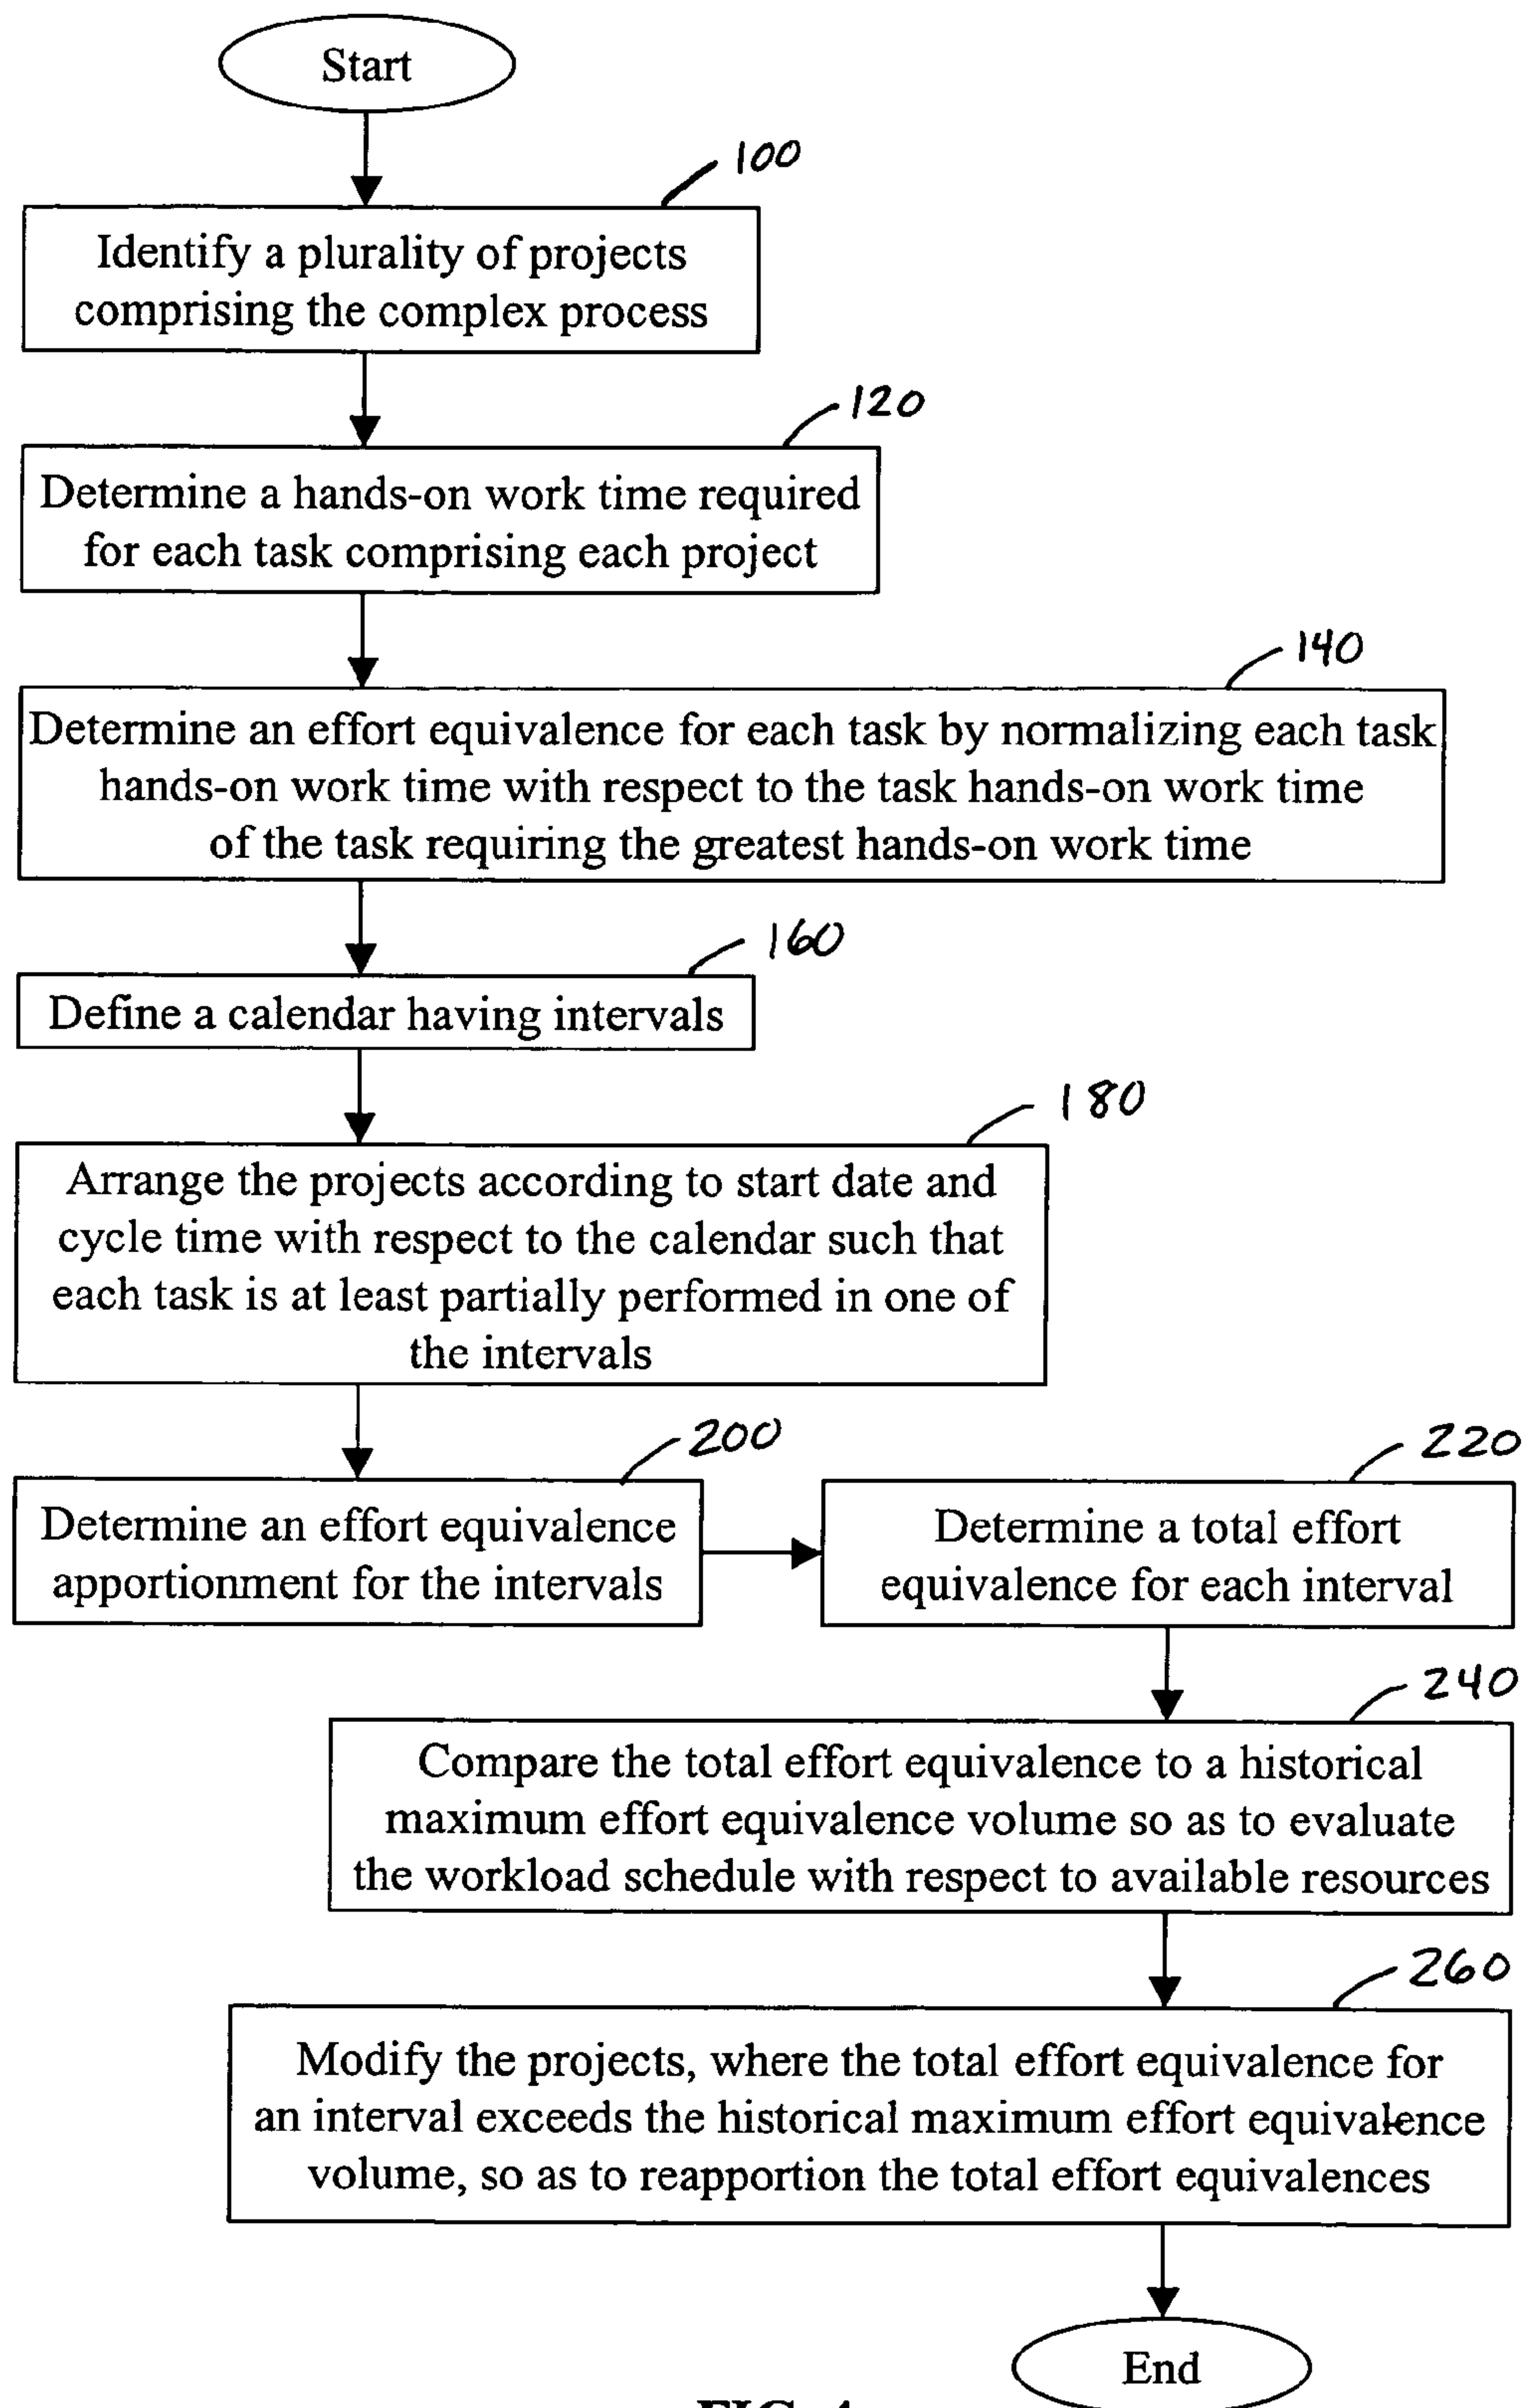 Start
100
Identify a plurality of projects
comprising the complex process
120
Determine a hands-on work time required
for each task comprising each project
140
Determine an effort equivalence for each task by normalizing each task
hands-on work time with respect to the task hands-on work time
of the task requiring the greatest hands-on work time
160
Define a calendar having intervals
180
Arrange the projects according to start date and
cycle time with respect to the calendar such that
each task is at least partially performed in one of
the intervals
200
Determine an effort equivalence
apportionment for the intervals
220
Determine a total effort
equivalence for each interval
240
Compare the total effort equivalence to a historical
maximum effort equivalence volume so as to evaluate
the workload schedule with respect to available resources
260
Modify the projects, where the total effort equivalence for
an interval exceeds the historical maximum effort equivalence
volume, so as to reapportion the total effort equivalences
End